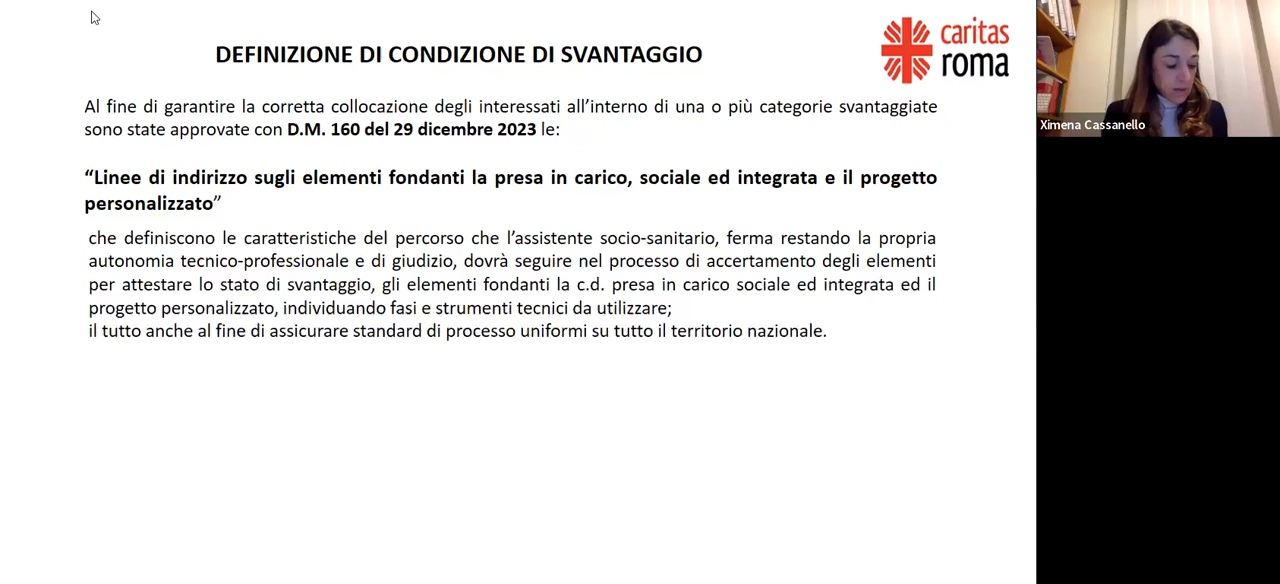 DEFINIZIONE DI CONDIZIONE DI SVANTAGGIO
caritas
roma
Al fine di garantire la corretta collocazione degli interessati all’interno di una o più categorie svantaggiate
sono state approvate con D.M. 160 del 29 dicembre 2023 le:
“Linee di indirizzo sugli elementi fondanti la presa in carico, sociale ed integrata e il progetto
personalizzato”
che definiscono le caratteristiche del percorso che l’assistente socio-sanitario, ferma restando la propria
autonomia tecnico-professionale e di giudizio, dovrà seguire nel processo di accertamento degli elementi
per attestare lo stato di svantaggio, gli elementi fondanti la c.d. presa in carico sociale ed integrata ed il
progetto personalizzato, individuando fasi e strumenti tecnici da utilizzare;
il tutto anche al fine di assicurare standard di processo uniformi su tutto il territorio nazionale.
Ximena Cassanello